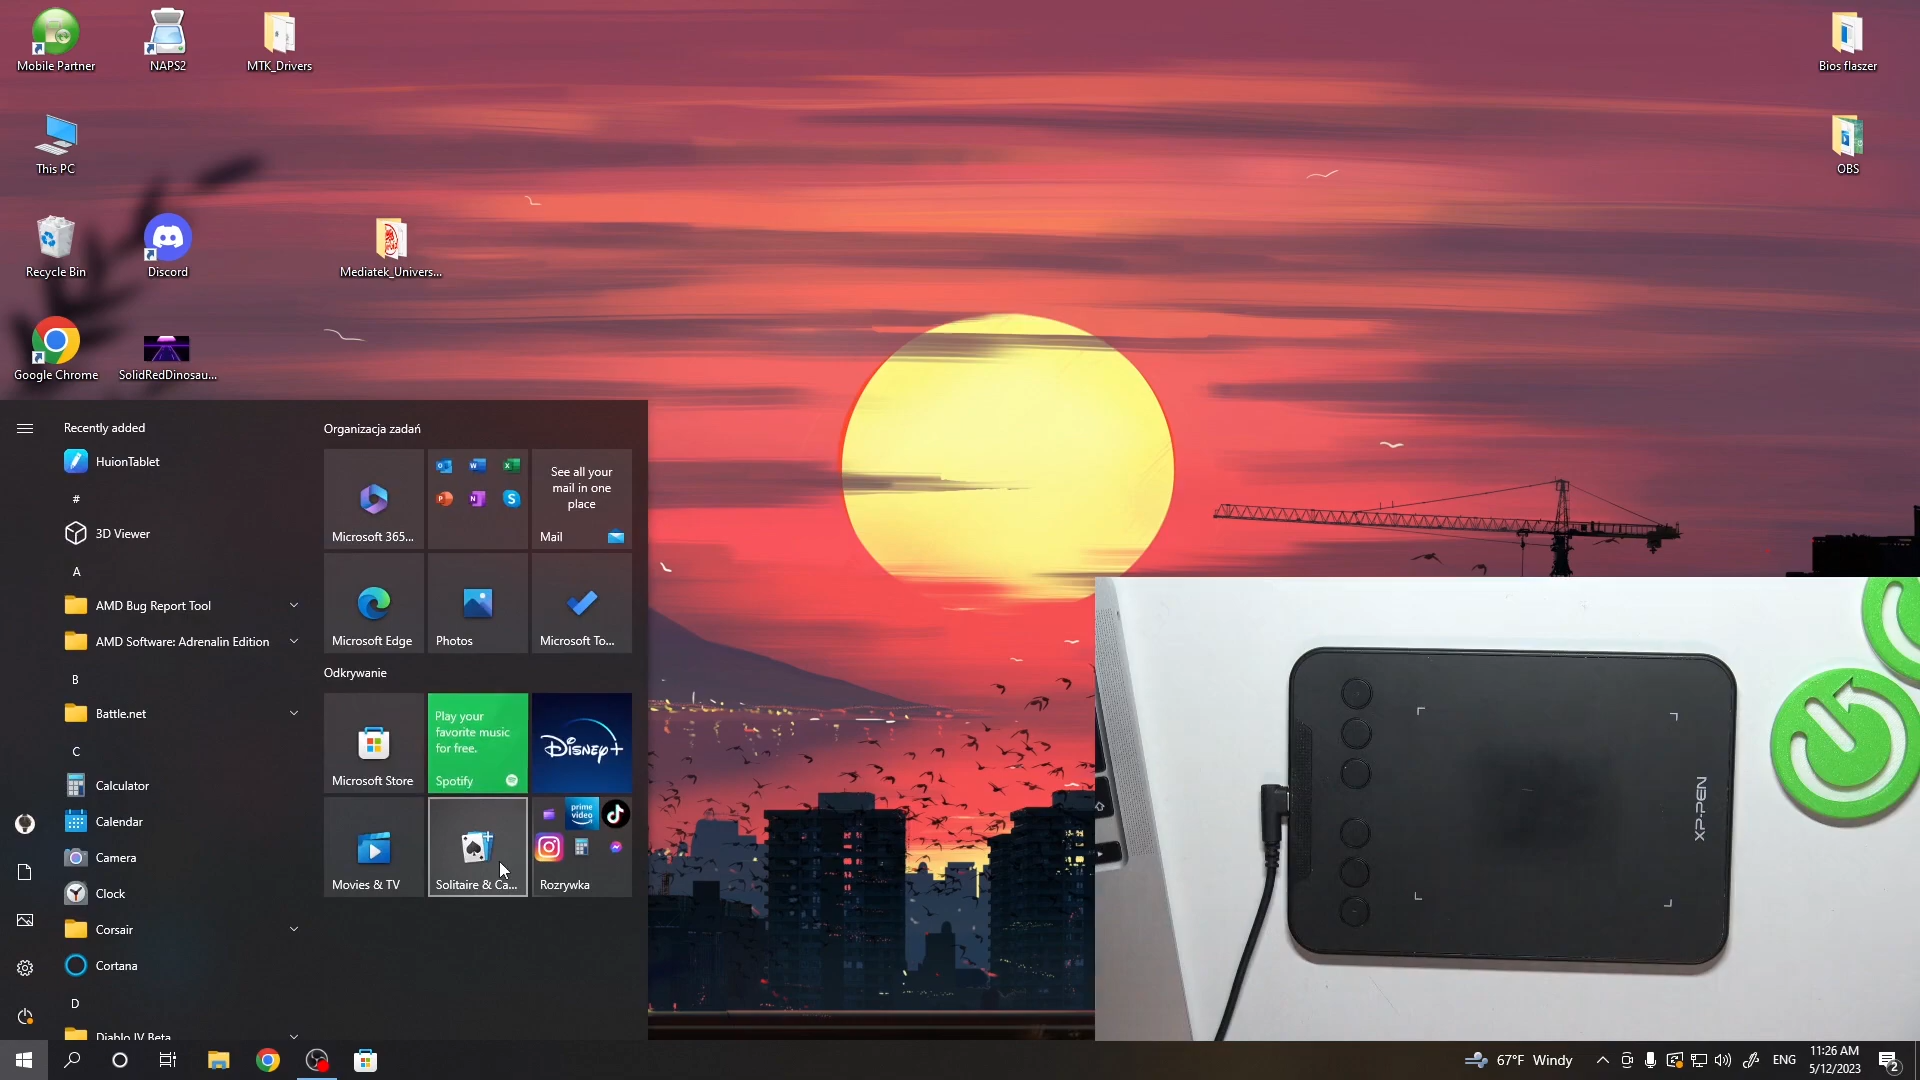 Mobile Partner
NAPS2
MTK_Drivers
Bios flaszer
This PC
OBS
Recycle Bin
Discord
Mediatek_Univers...
Google Chrome
SolidRedDinosau...
Recently added
HuionTablet
#
3D Viewer
A
AMD Bug Report Tool
AMD Software: Adrenalin Edition
B
Battle.net
C
Calculator
Calendar
Camera
Clock
Corsair
Cortana
D
Diablo IV Beta
Organizacja zadań
Microsoft 365...
See all your
mail in one
place
Mail
Microsoft Edge
Photos
Microsoft To...
Odkrywanie
Microsoft Store
Play your
favorite music
for free.
Spotify
Disney+
Movies & TV
Solitaire & Ca...
prime
video
Rozrywka
XP-PEN
67°F Windy
ENG
11:26 AM
5/12/2023
2